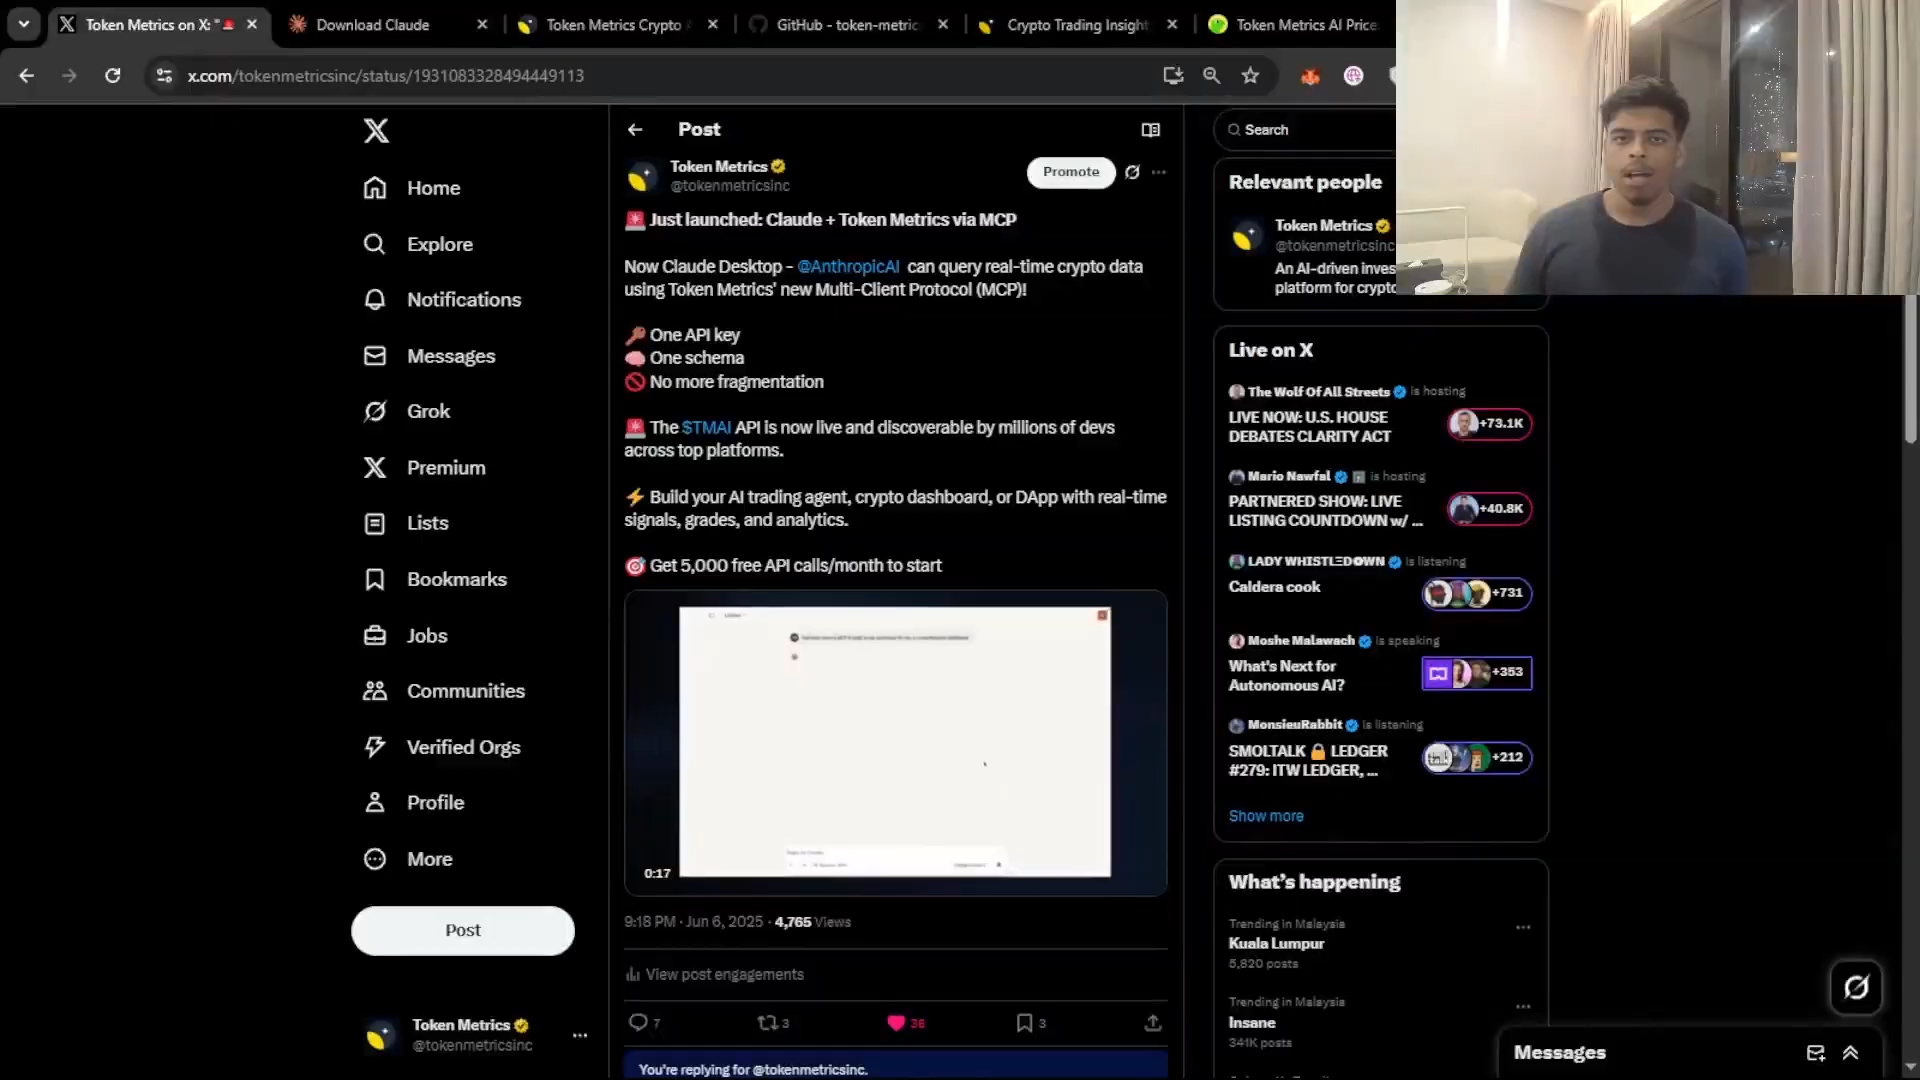 Token Metrics on X: "🚨
Download Claude
Token Metrics Crypto
GitHub - token-metric
Crypto Trading Insight
Token Metrics AI Price
x.com/tokenmetricsinc/status/1931083328494449113
Home
Explore
Notifications
Messages
Grok
Premium
Lists
Bookmarks
Jobs
Communities
Verified Orgs
Profile
More
Post
Token Metrics
@tokenmetricsinc
Post
Token Metrics
@tokenmetricsinc
Promote
🚨 Just launched: Claude + Token Metrics via MCP
Now Claude Desktop - @AnthropicAI can query real-time crypto data
using Token Metrics' new Multi-Client Protocol (MCP)!
🔑 One API key
🧠 One schema
🚫 No more fragmentation
🚨 The $TMAI API is now live and discoverable by millions of devs
across top platforms.
⚡ Build your AI trading agent, crypto dashboard, or DApp with real-time
signals, grades, and analytics.
🎯 Get 5,000 free API calls/month to start
0:17
9:18 PM · Jun 6, 2025 · 4,765 Views
View post engagements
7
3
36
3
You're replying for @tokenmetricsinc.
Search
Relevant people
Token Metrics
@tokenmetricsinc
An AI-driven inves
platform for crypto
Live on X
The Wolf Of All Streets is hosting
LIVE NOW: U.S. HOUSE
DEBATES CLARITY ACT
+73.1K
Mario Nawfal is hosting
PARTNERED SHOW: LIVE
LISTING COUNTDOWN w/ ...
+40.8K
LADY WHISTLΞDOWN is listening
Caldera cook
+731
Moshe Malawach is speaking
What's Next for
Autonomous AI?
+353
MonsieuRabbit is listening
SMOLTALK 🔒 LEDGER
#279: ITW LEDGER, ...
+212
Show more
What's happening
Trending in Malaysia
Kuala Lumpur
5,820 posts
Trending in Malaysia
Insane
341K posts
Messages